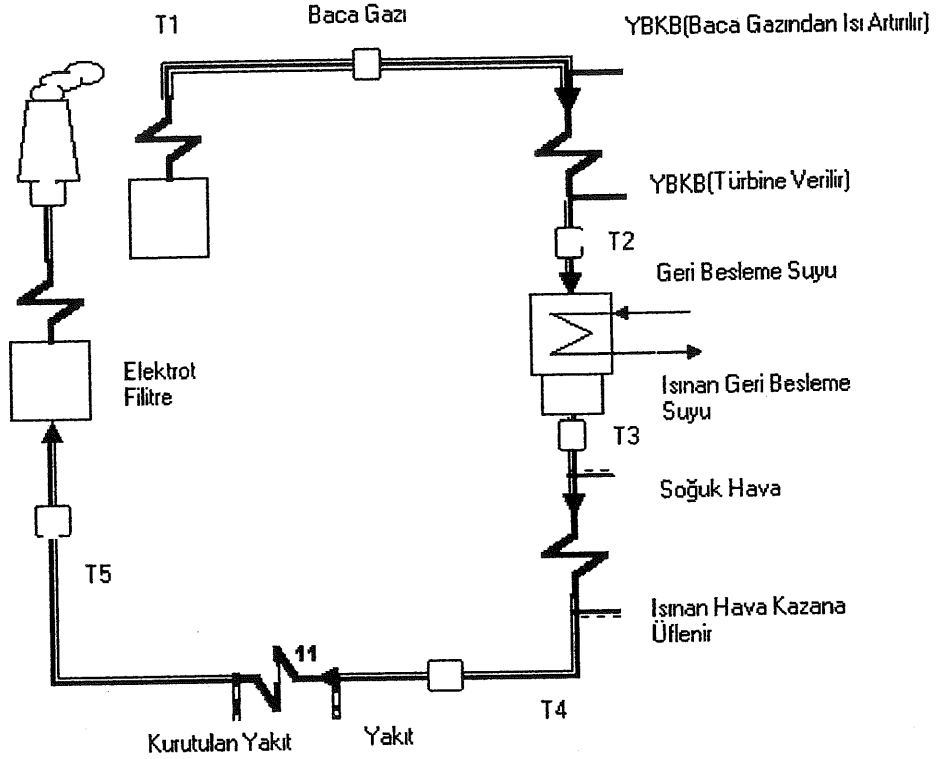 Baca Gazı
T1
YBKB(Baca Gazından Isı Artırılır)
YBKB(Türbine Verilir)
T2
Geri Besleme Suyu
Elektrot
Filitre
Isınan Geri Besleme
Suyu
T3
Soğuk Hava
T5
Isınan Hava Kazana
Üflenir
11
T4
Kurutulan Yakıt
Yakıt